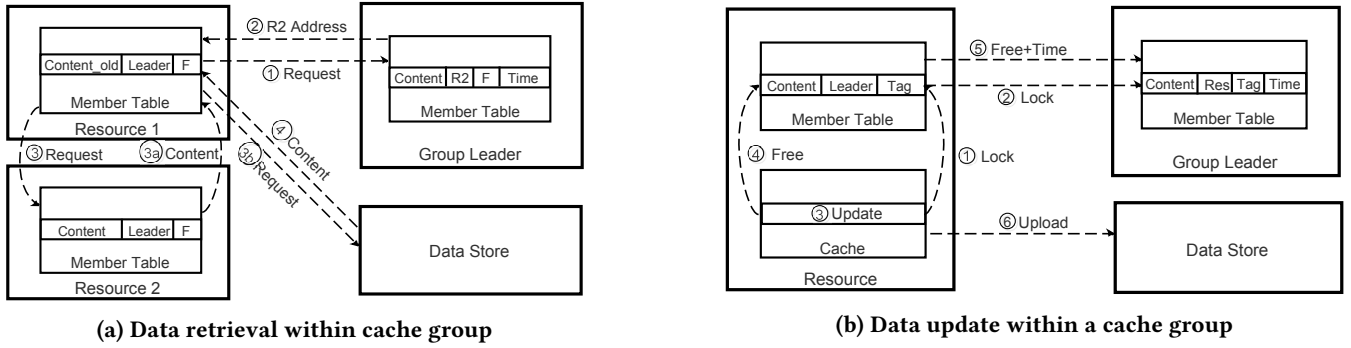 ② R2 Address
Content_old Leader F
① Request
Content R2 F Time
Member Table
Member Table
Resource 1
Group Leader
③ Request
3a Content
④ Content
3b Request
Content Leader F
Member Table
Resource 2
Data Store
(a) Data retrieval within cache group
⑤ Free+Time
Content Leader Tag
Content Res Tag Time
② Lock
Member Table
Member Table
④ Free
① Lock
Group Leader
③ Update
⑥ Upload
Cache
Data Store
Resource
(b) Data update within a cache group